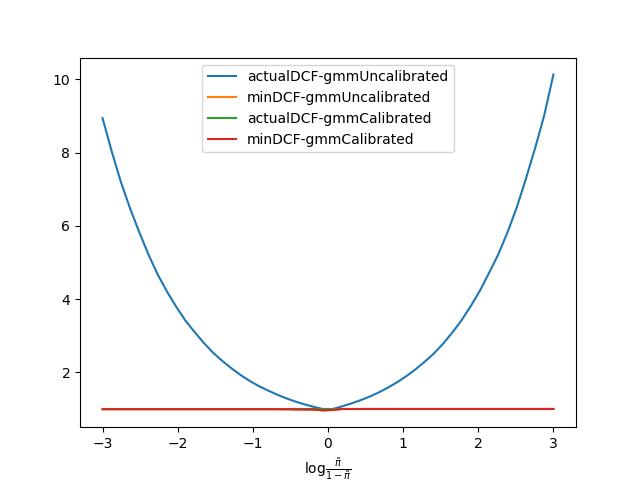 10
8
6
4
2
actualDCF-gmmUncalibrated
minDCF-gmmUncalibrated
actualDCF-gmmCalibrated
minDCF-gmmCalibrated
−3 −2 −1 0 1 2 3
log π̃/(1−π̃)